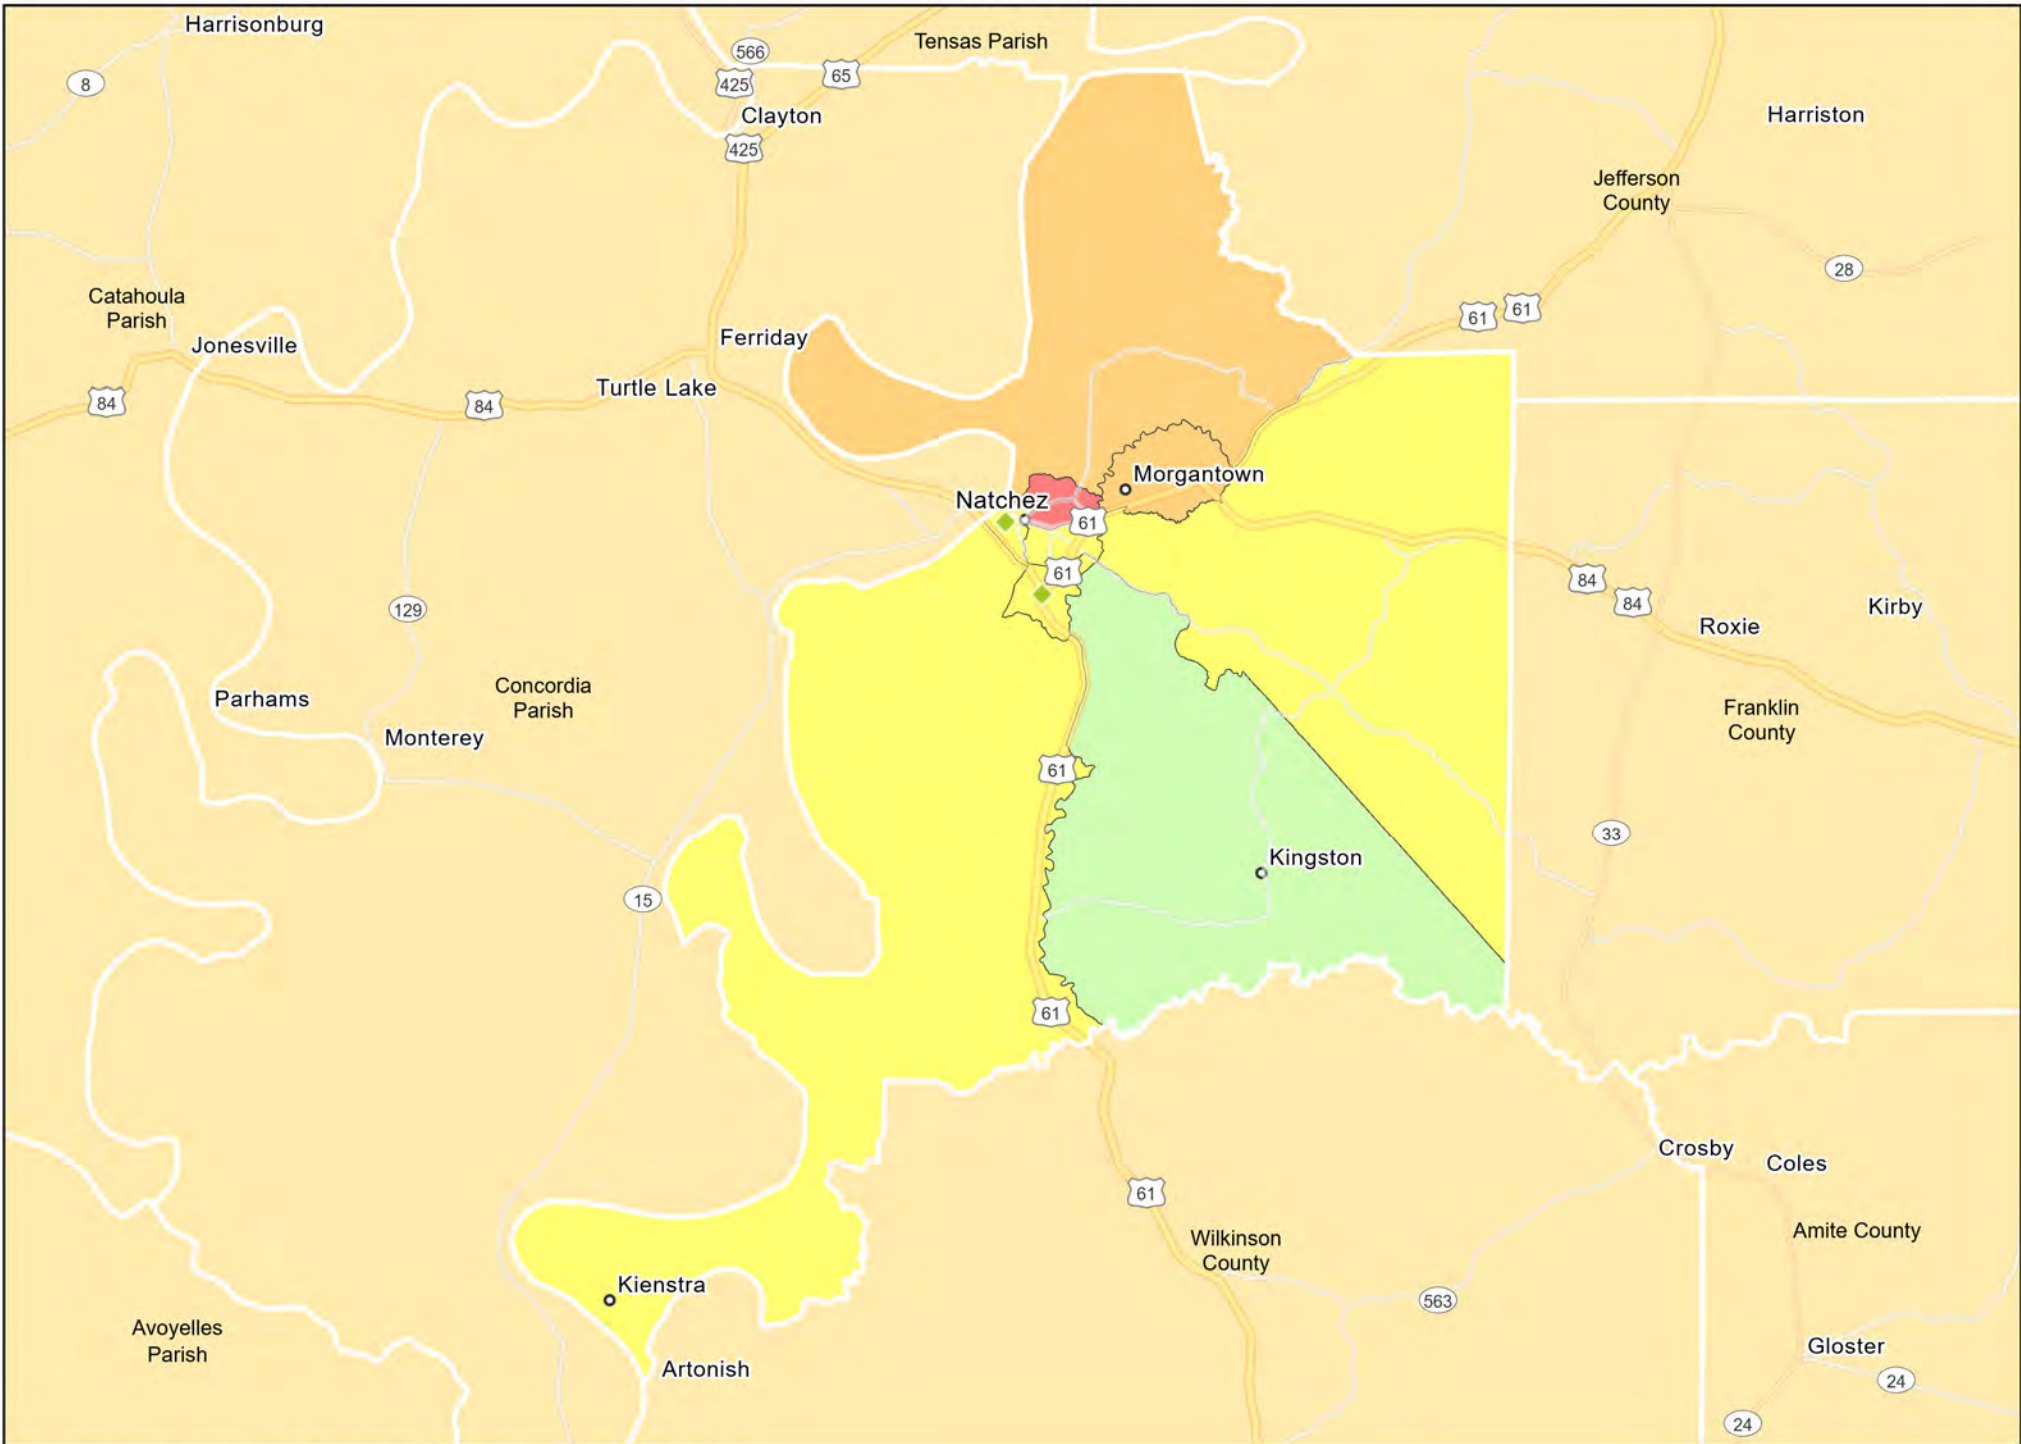 Harrisonburg
Tensas Parish
566
8
425
65
Clayton
Harriston
425
Jefferson
County
28
Catahoula
Parish
61
61
Jonesville
Ferriday
84
84
Turtle Lake
Morgantown
Natchez
61
61
84
84
129
Kirby
Roxie
Concordia
Parish
Parhams
Franklin
County
Monterey
61
33
Kingston
15
61
Crosby
Coles
61
Amite County
Wilkinson
County
Kienstra
563
Avoyelles
Parish
Gloster
Artonish
24
24